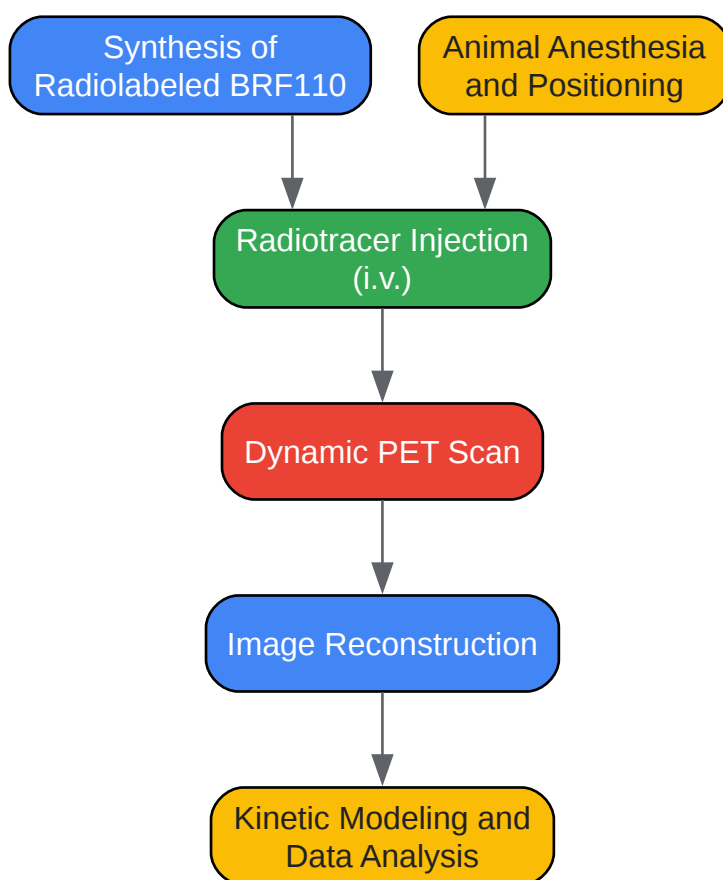 Synthesis of
Radiolabeled BRF110
Animal Anesthesia
and Positioning
Radiotracer Injection
(i.v.)
Dynamic PET Scan
Image Reconstruction
Kinetic Modeling and
Data Analysis